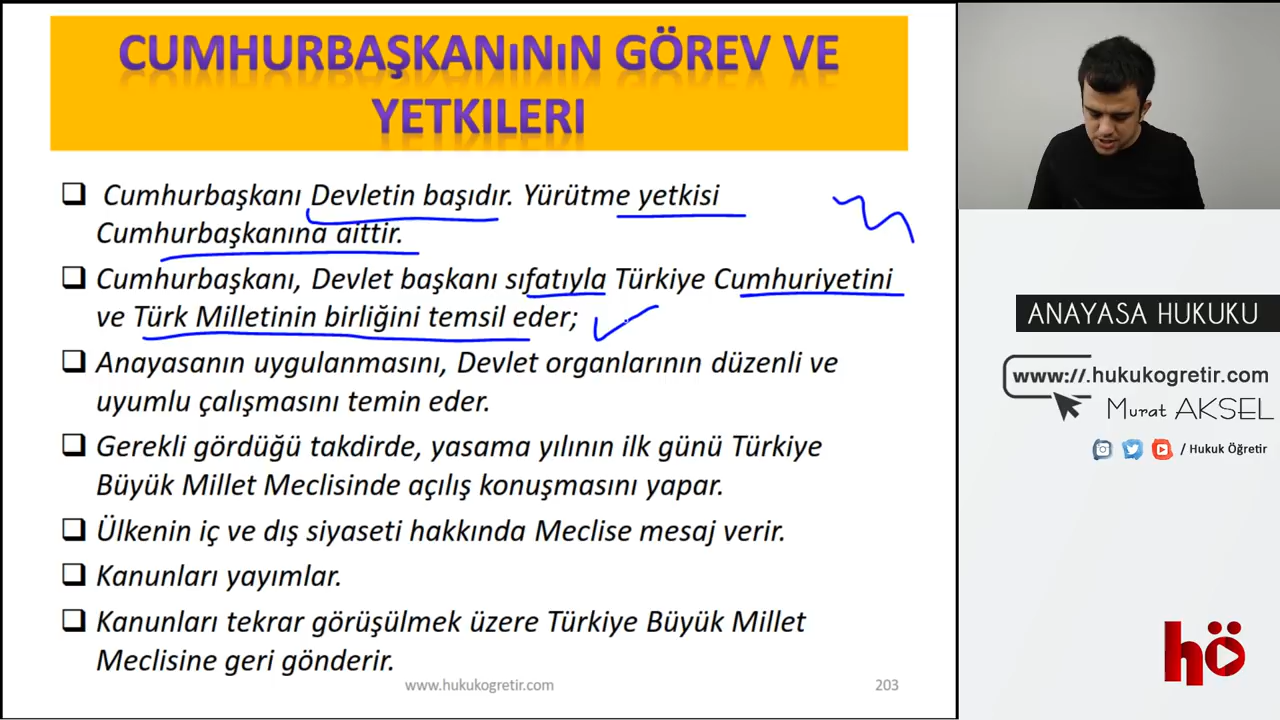 CUMHURBAŞKANıNıN GÖREV VE
YETKILERI
Cumhurbaşkanı Devletin başıdır. Yürütme yetkisi
Cumhurbaşkanına aittir.
Cumhurbaşkanı, Devlet başkanı sıfatıyla Türkiye Cumhuriyetini
ve Türk Milletinin birliğini temsil eder;
Anayasanın uygulanmasını, Devlet organlarının düzenli ve
uyumlu çalışmasını temin eder.
Gerekli gördüğü takdirde, yasama yılının ilk günü Türkiye
Büyük Millet Meclisinde açılış konuşmasını yapar.
Ülkenin iç ve dış siyaseti hakkında Meclise mesaj verir.
Kanunları yayımlar.
Kanunları tekrar görüşülmek üzere Türkiye Büyük Millet
Meclisine geri gönderir.
www.hukukogretir.com
203
ANAYASA HUKUKU
www://.hukukogretir.com
Murat AKSEL
/ Hukuk Öğretir
hö